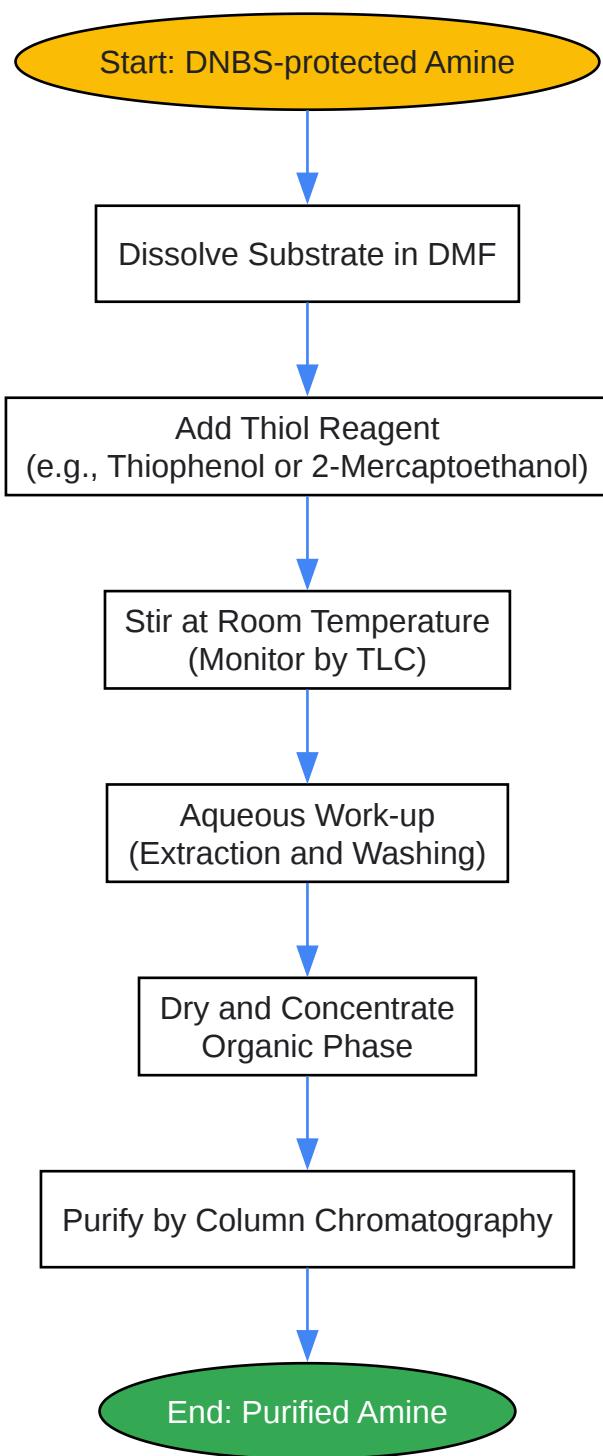 Start: DNBS-protected Amine
Dissolve Substrate in DMF
Add Thiol Reagent
(e.g., Thiophenol or 2-Mercaptoethanol)
Stir at Room Temperature
(Monitor by TLC)
Aqueous Work-up
(Extraction and Washing)
Dry and Concentrate
Organic Phase
Purify by Column Chromatography
End: Purified Amine